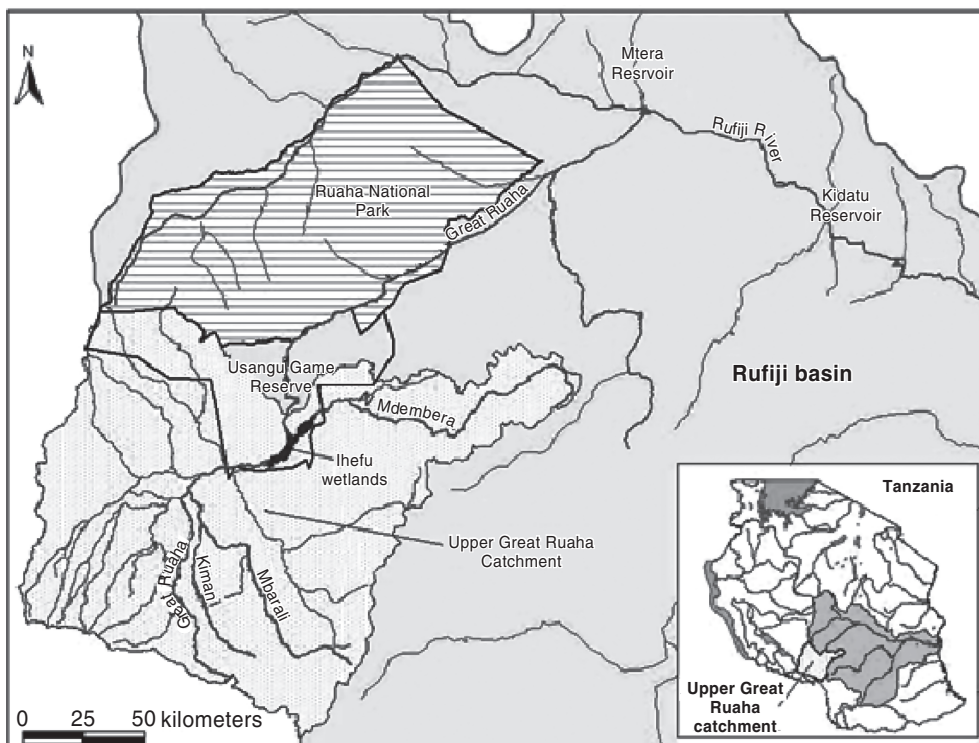 N
Mtera
Resrvoir
Rufiji River
Ruaha National
Park
Great Ruaha
Kidatu
Reservoir
Usangu Game
Reserve
Rufiji basin
Mdembera
Ihefu
wetlands
Tanzania
Upper Great Ruaha
Catchment
Great Ruaha
Kimani
Mbarali
Upper Great
Ruaha
catchment
0 25 50 kilometers